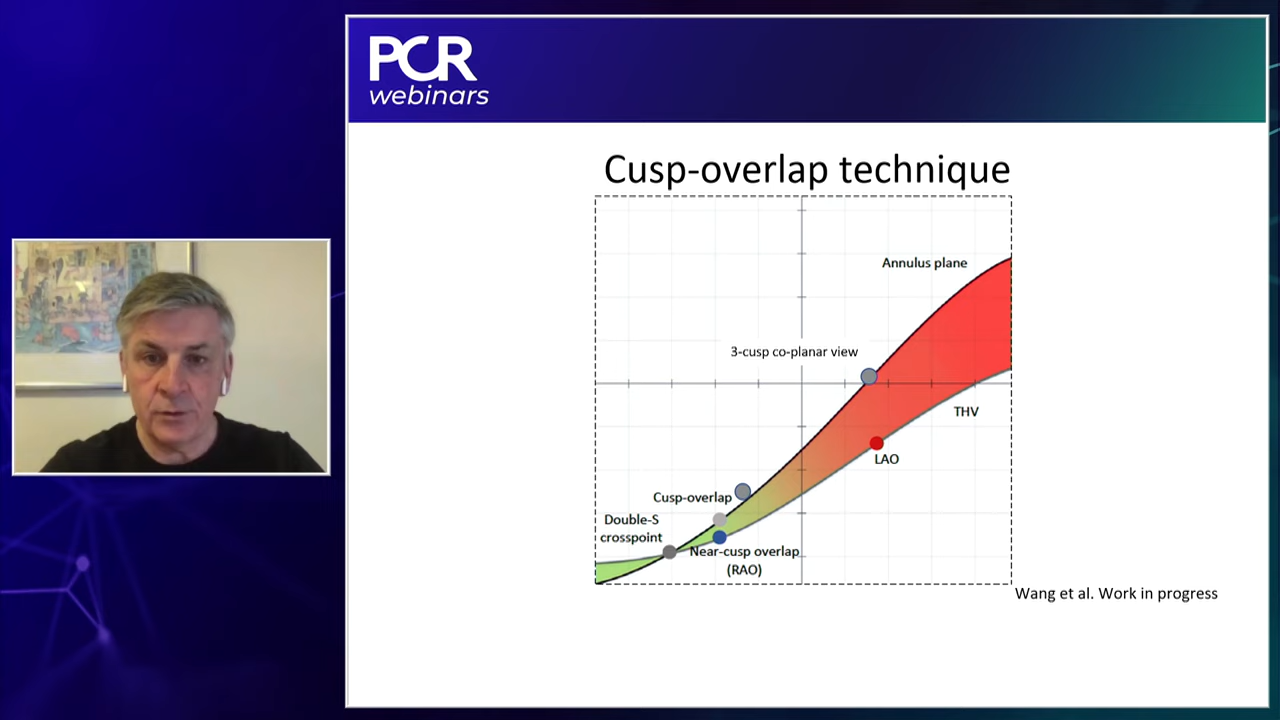 PCR
webinars
Cusp-overlap technique
Annulus plane
3-cusp co-planar view
THV
LAO
Cusp-overlap
Double-S
crosspoint
Near-cusp overlap
(RAO)
Wang et al. Work in progress